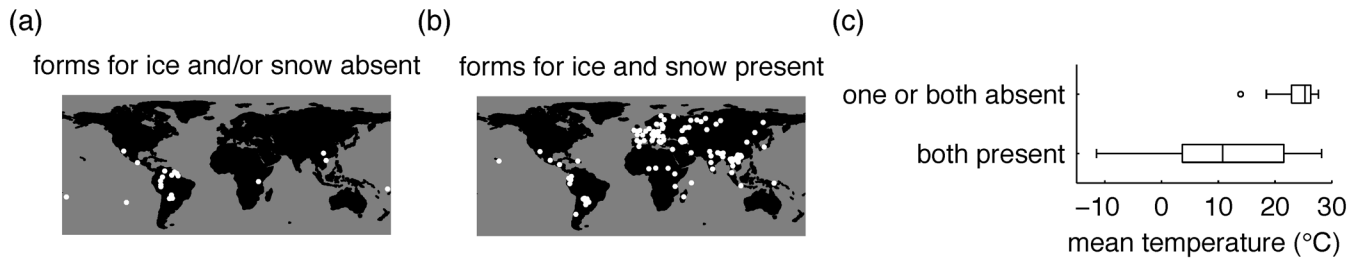 (a)
forms for ice and/or snow absent
(b)
forms for ice and snow present
(c)
one or both absent
both present
−10 0 10 20 30
mean temperature (°C)